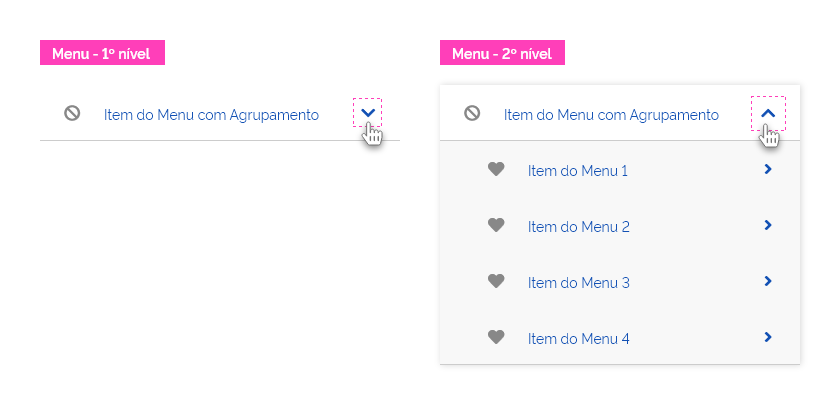 Menu - 1º nível
Item do Menu com Agrupamento
Menu - 2º nível
Item do Menu com Agrupamento
Item do Menu 1
Item do Menu 2
Item do Menu 3
Item do Menu 4